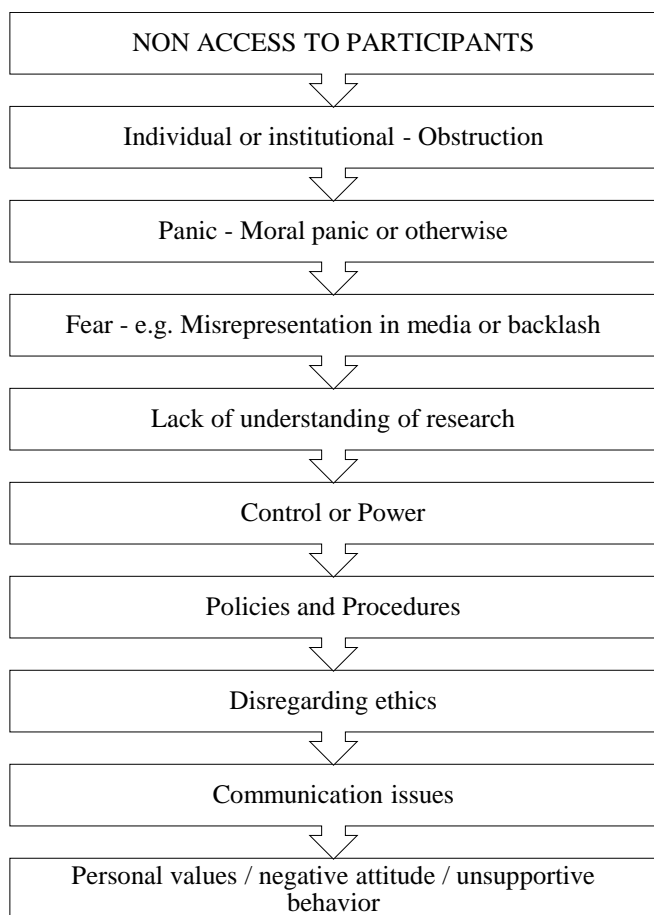 NON ACCESS TO PARTICIPANTS
Individual or institutional - Obstruction
Panic - Moral panic or otherwise
Fear - e.g. Misrepresentation in media or backlash
Lack of understanding of research
Control or Power
Policies and Procedures
Disregarding ethics
Communication issues
Personal values / negative attitude / unsupportive
behavior